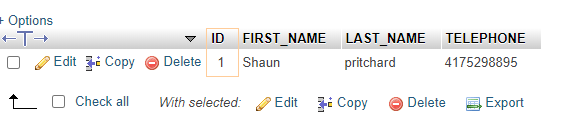 + Options
ID FIRST_NAME LAST_NAME TELEPHONE
Edit Copy Delete 1 Shaun pritchard 4175298895
Check all With selected: Edit Copy Delete Export